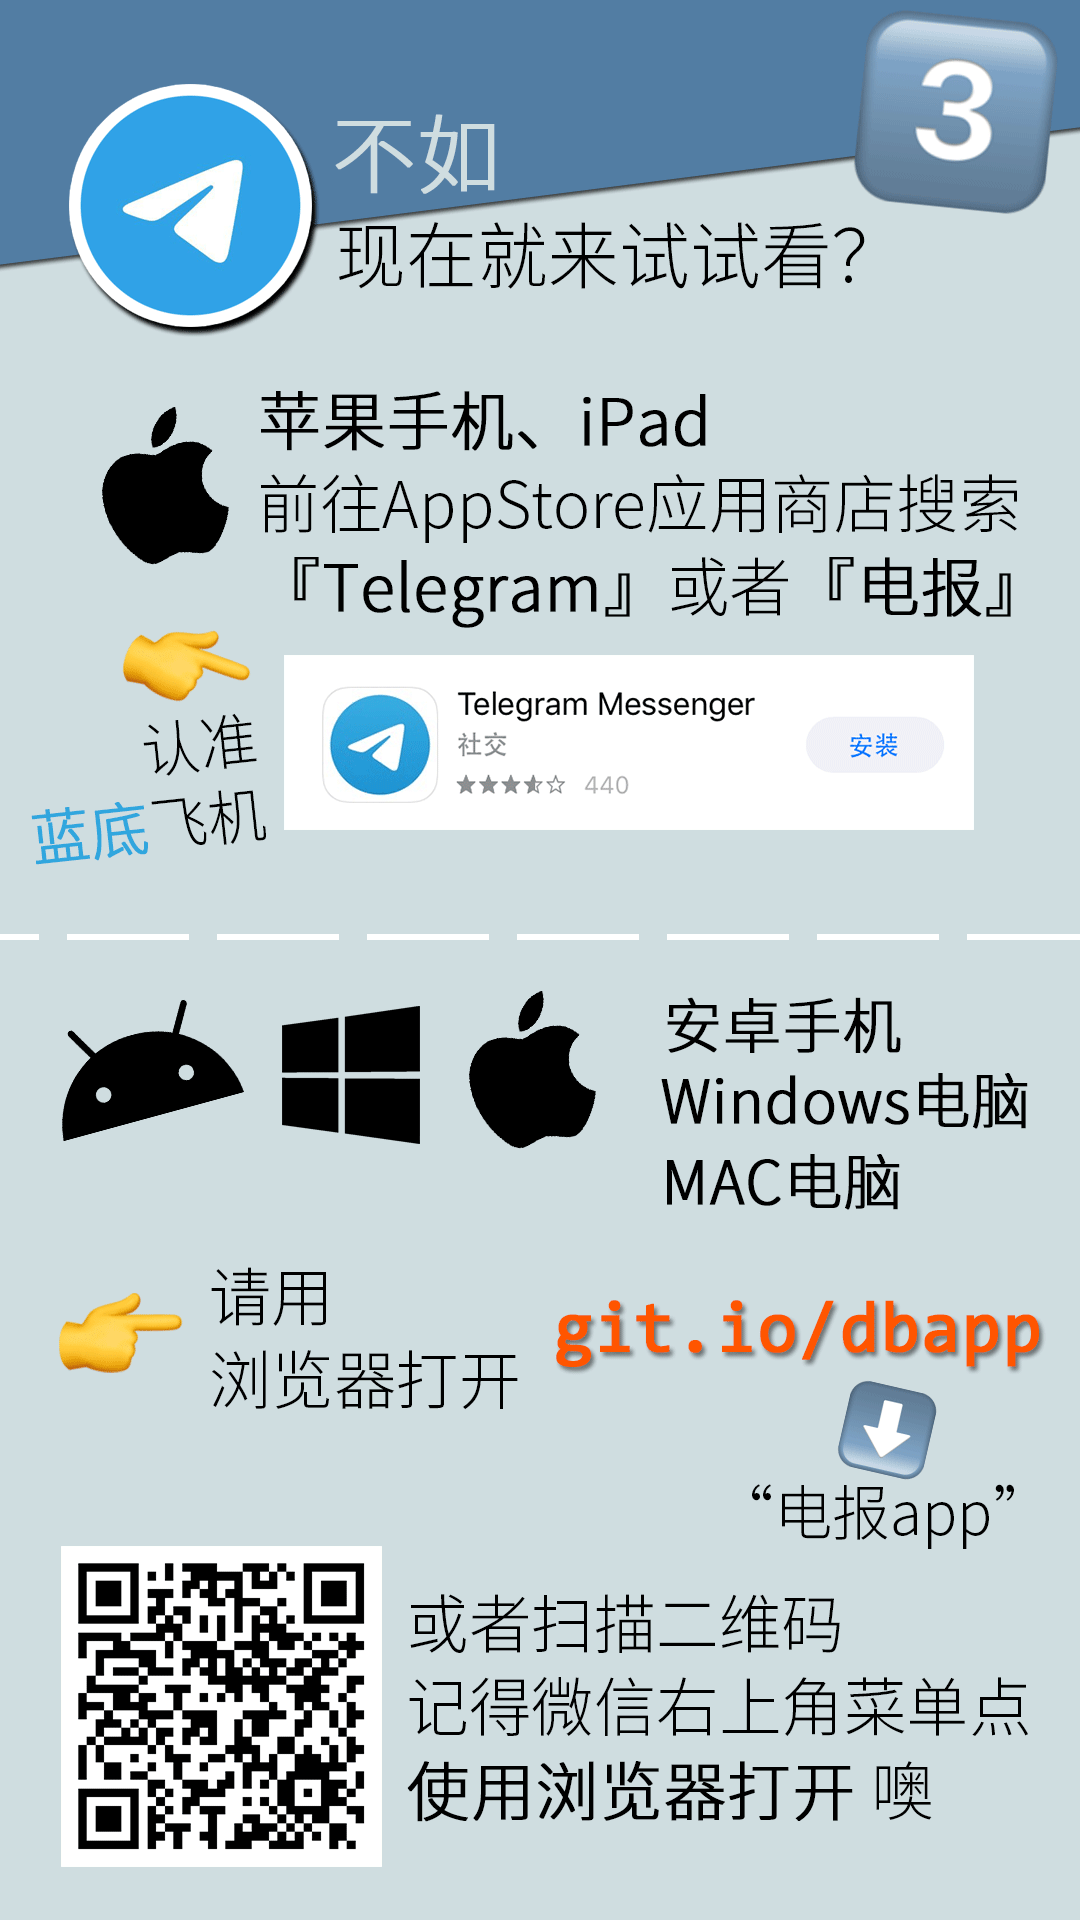 3
不如
现在就来试试看?
苹果手机、iPad
前往AppStore应用商店搜索
『Telegram』或者『电报』
认准
蓝底飞机
Telegram Messenger
社交
440
安装
安卓手机
Windows电脑
MAC电脑
请用
浏览器打开
git.io/dbapp
“电报app”
或者扫描二维码
记得微信右上角菜单点
使用浏览器打开 噢